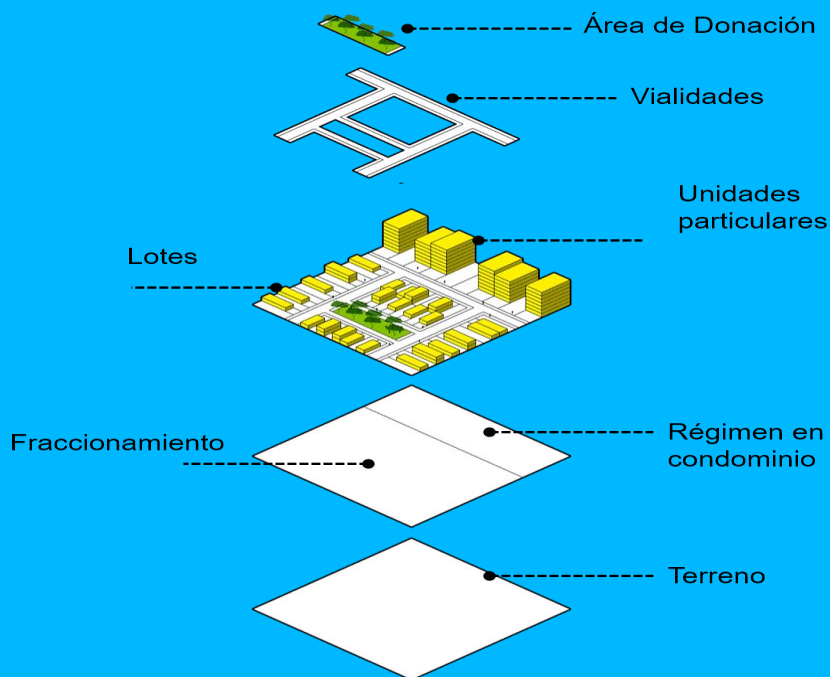 Área de Donación
Vialidades
Unidades
particulares
Lotes
Fraccionamiento
Régimen en
condominio
Terreno